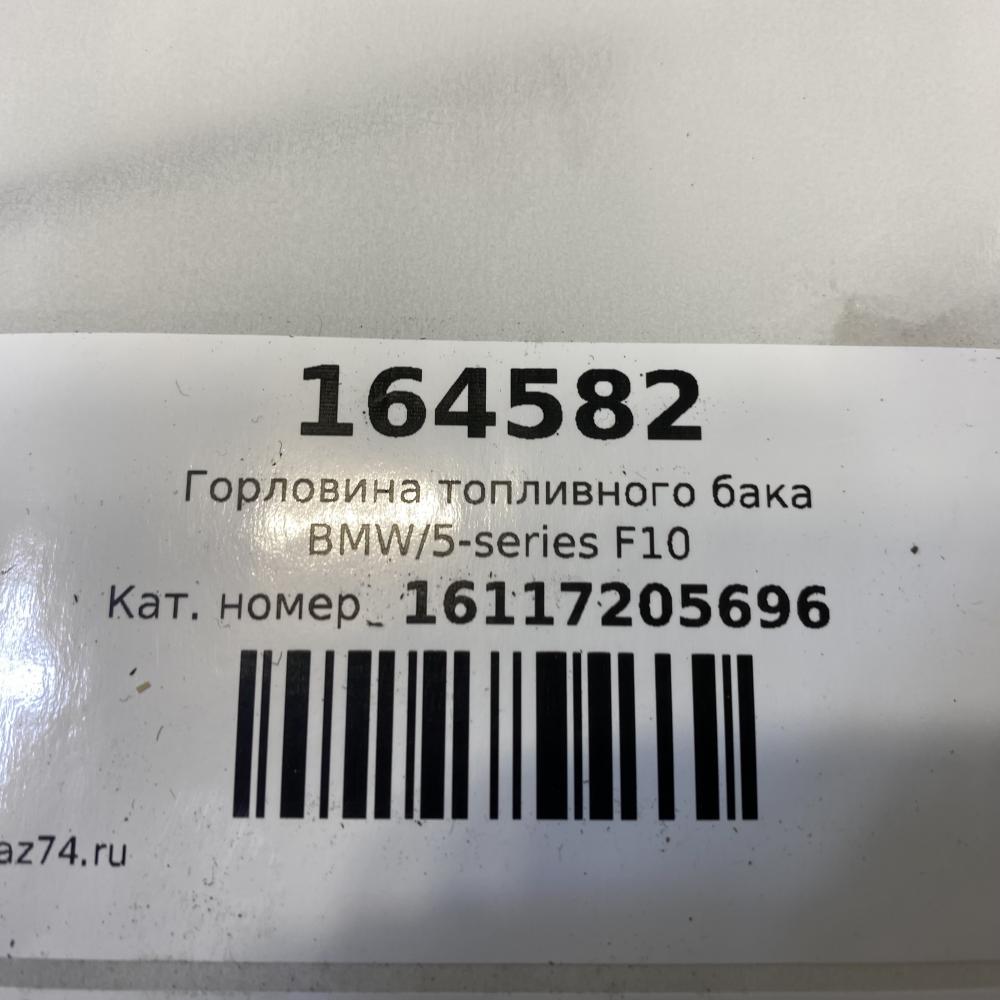 164582
Горловина топливного бака
BMW/5-series F10
Кат. номер_ 16117205696
az74.ru